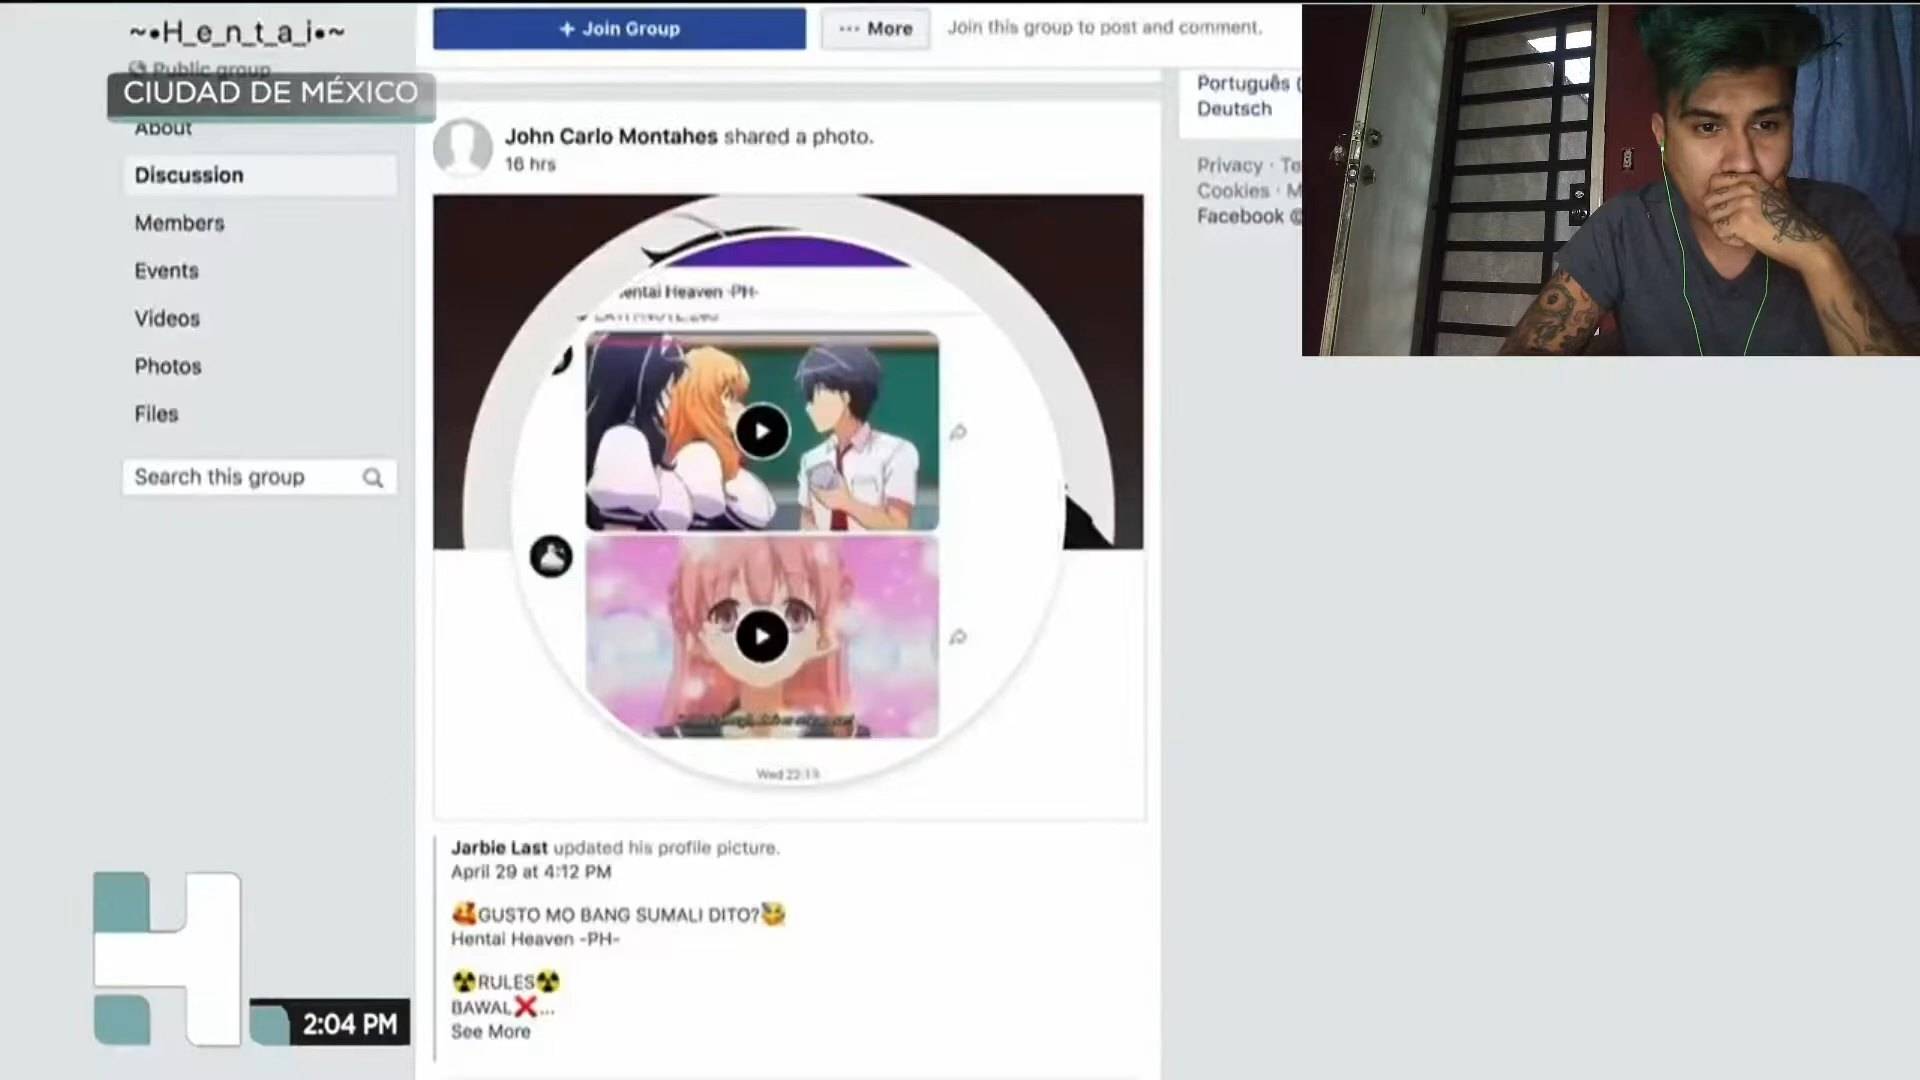 ~•H_e_n_t_a_i•~
Public group
CIUDAD DE MÉXICO
About
Discussion
Members
Events
Videos
Photos
Files
Search this group
+ Join Group
••• More
Join this group to post and comment.
John Carlo Montahes shared a photo.
16 hrs
entai Heaven -PH-
Wed 22:13
Jarbie Last updated his profile picture.
April 29 at 4:12 PM
🥰GUSTO MO BANG SUMALI DITO?🥳
Hentai Heaven -PH-
☢RULES☢
BAWAL❌...
See More
Português (
Deutsch
Privacy · Te
Cookies · M
Facebook ©
2:04 PM